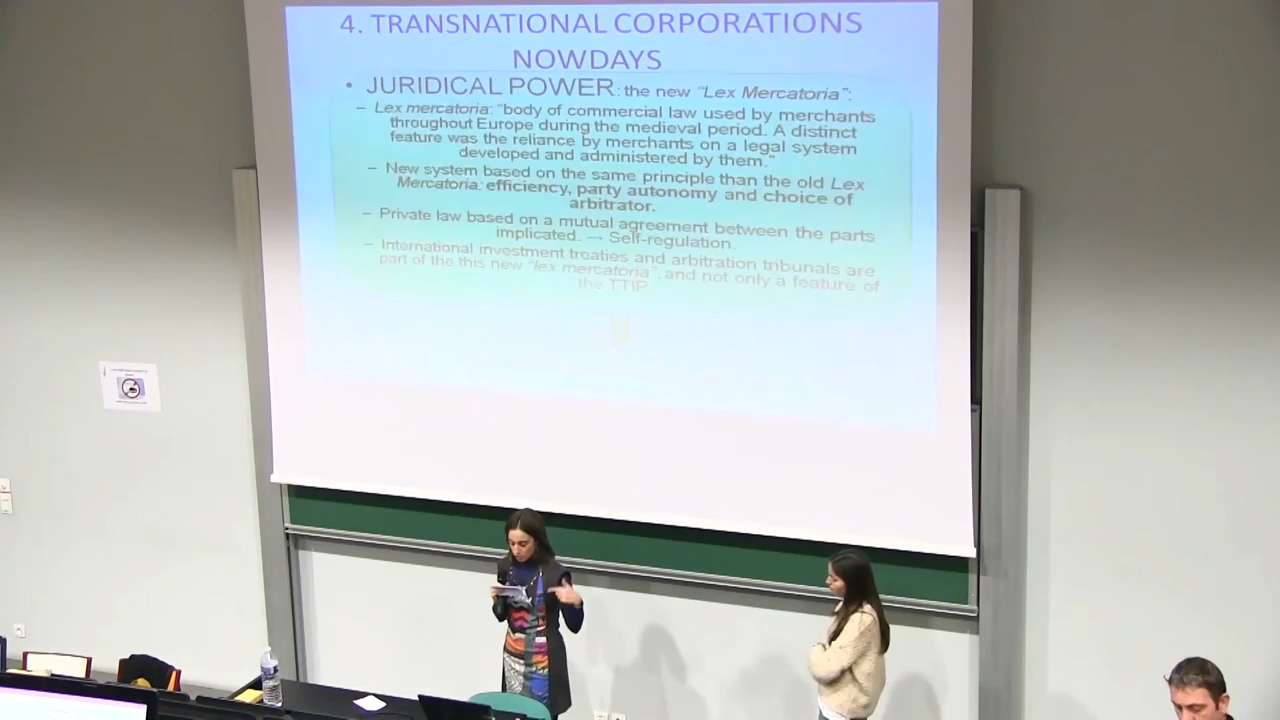 4. TRANSNATIONAL CORPORATIONS
NOWDAYS
• JURIDICAL POWER: the new “Lex Mercatoria”:
– Lex mercatoria: “body of commercial law used by merchants
throughout Europe during the medieval period. A distinct
feature was the reliance by merchants on a legal system
developed and administered by them.”
– New system based on the same principle than the old Lex
Mercatoria: efficiency, party autonomy and choice of
arbitrator.
– Private law based on a mutual agreement between the parts
implicated. → Self-regulation.
– International investment treaties and arbitration tribunals are
part of the this new “lex mercatoria”, and not only a feature of
the TTIP